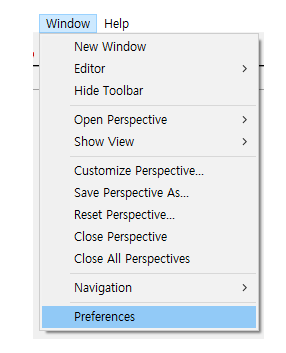 Window Help
New Window
Editor
Hide Toolbar
Open Perspective
Show View
Customize Perspective...
Save Perspective As...
Reset Perspective...
Close Perspective
Close All Perspectives
Navigation
Preferences